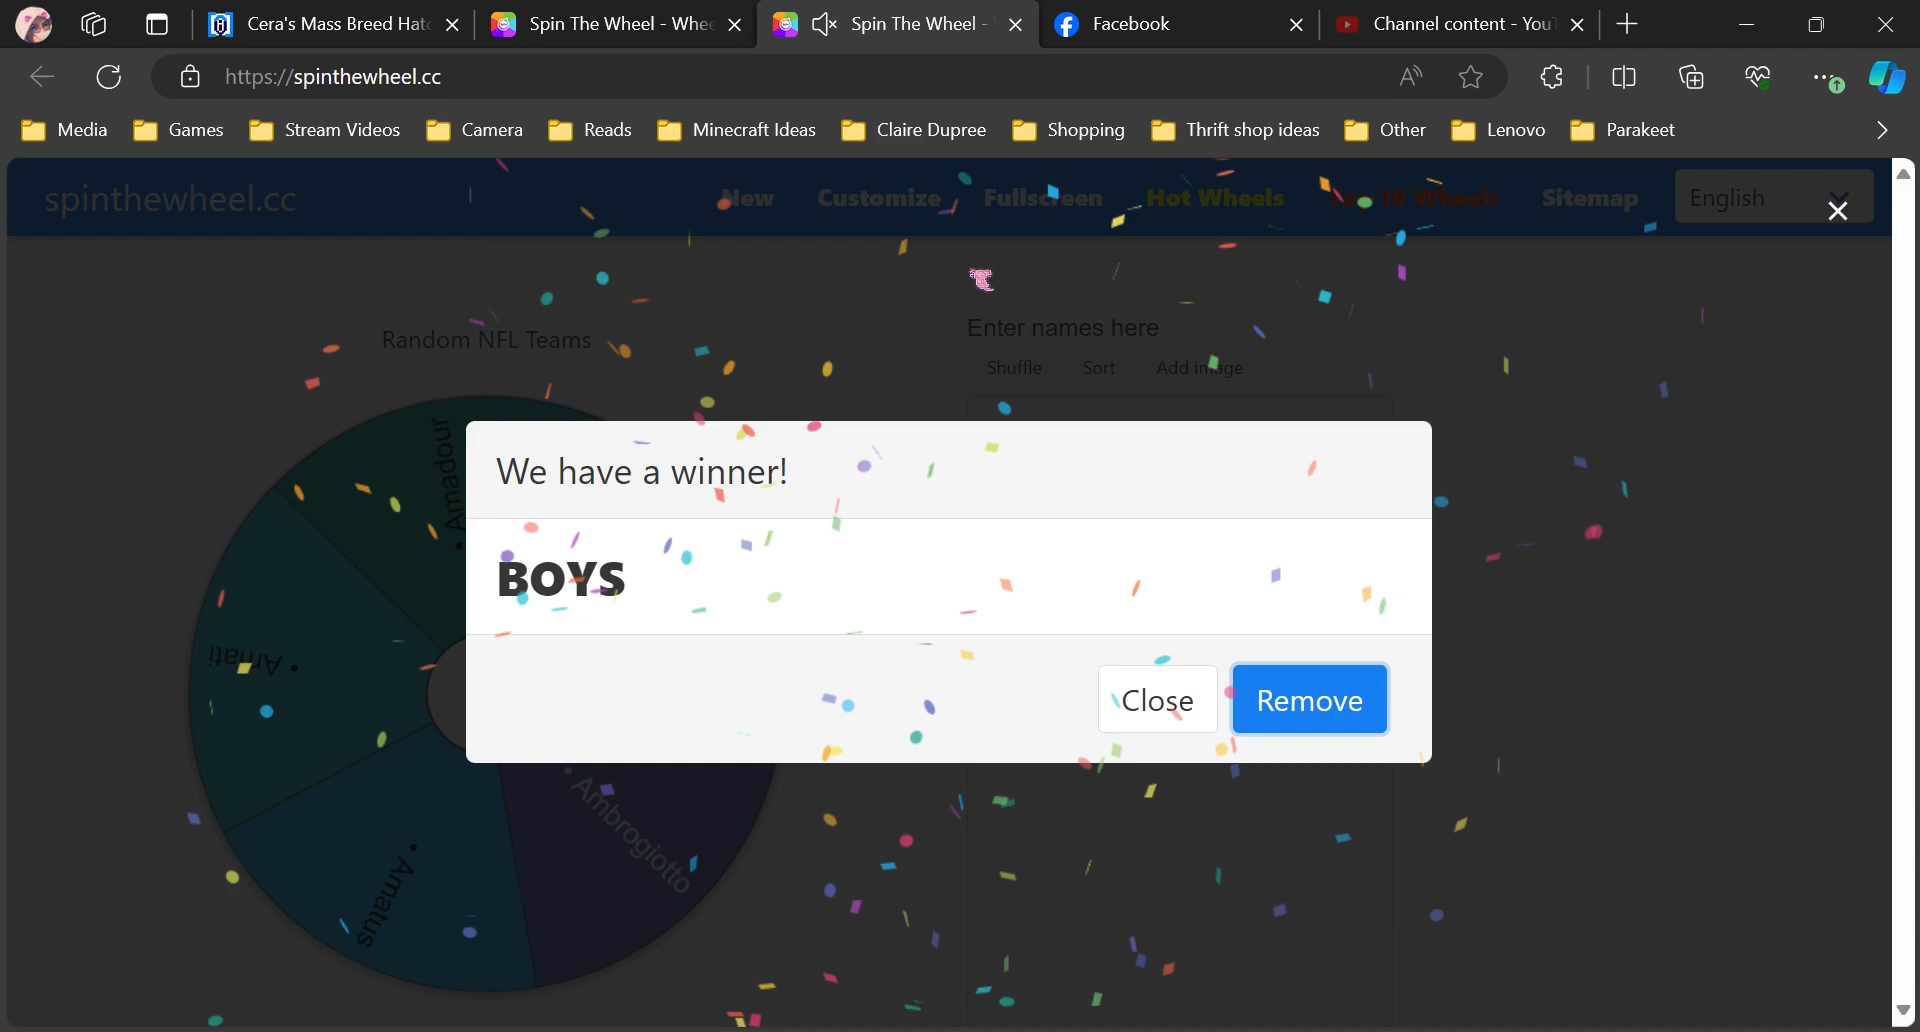 Cera's Mass Breed Hatc
Spin The Wheel - Whe
Spin The Wheel -
Facebook
Channel content - You
https://spinthewheel.cc
Media
Games
Stream Videos
Camera
Reads
Minecraft Ideas
Claire Dupree
Shopping
Thrift shop ideas
Other
Lenovo
Parakeet
spinthewheel.cc
New
Customize
Fullscreen
Hot Wheels
10 Wheels
Sitemap
English
Random NFL Teams
Enter names here
Shuffle
Sort
Add image
• Amadour
• Amati
• Amatus
• Ambrogiotto
We have a winner!
BOYS
Close
Remove